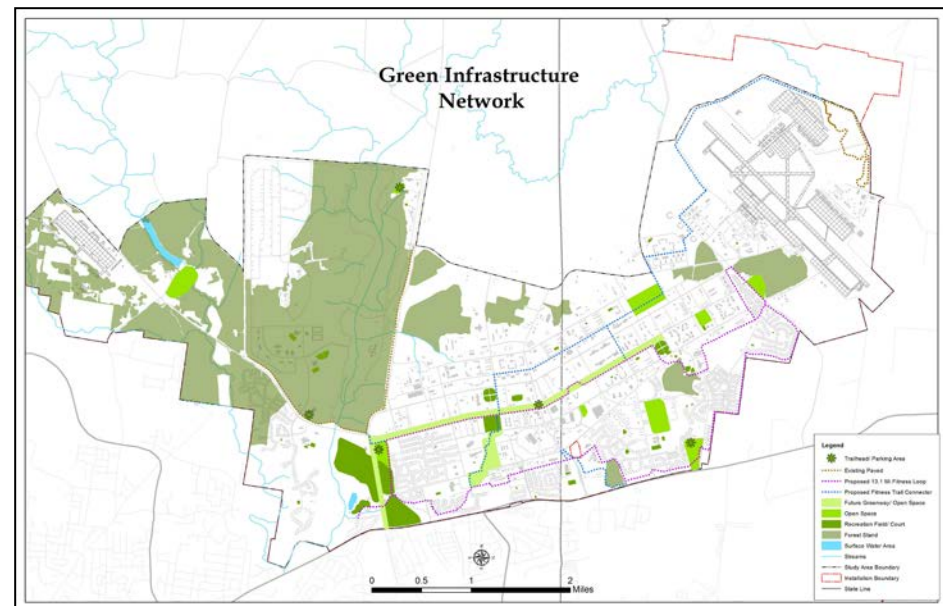 Green Infrastructure
Network
Legend
Trailhead/ Parking Area
Existing Paved
Proposed 13.1 Mi Fitness Loop
Proposed Fitness Trail Connector
Future Greenway/ Open Space
Open Space
Recreation Field/ Court
Forest Stand
Surface Water Area
Streams
Study Area Boundary
Installation Boundary
State Line
0 0.5 1 2
Miles